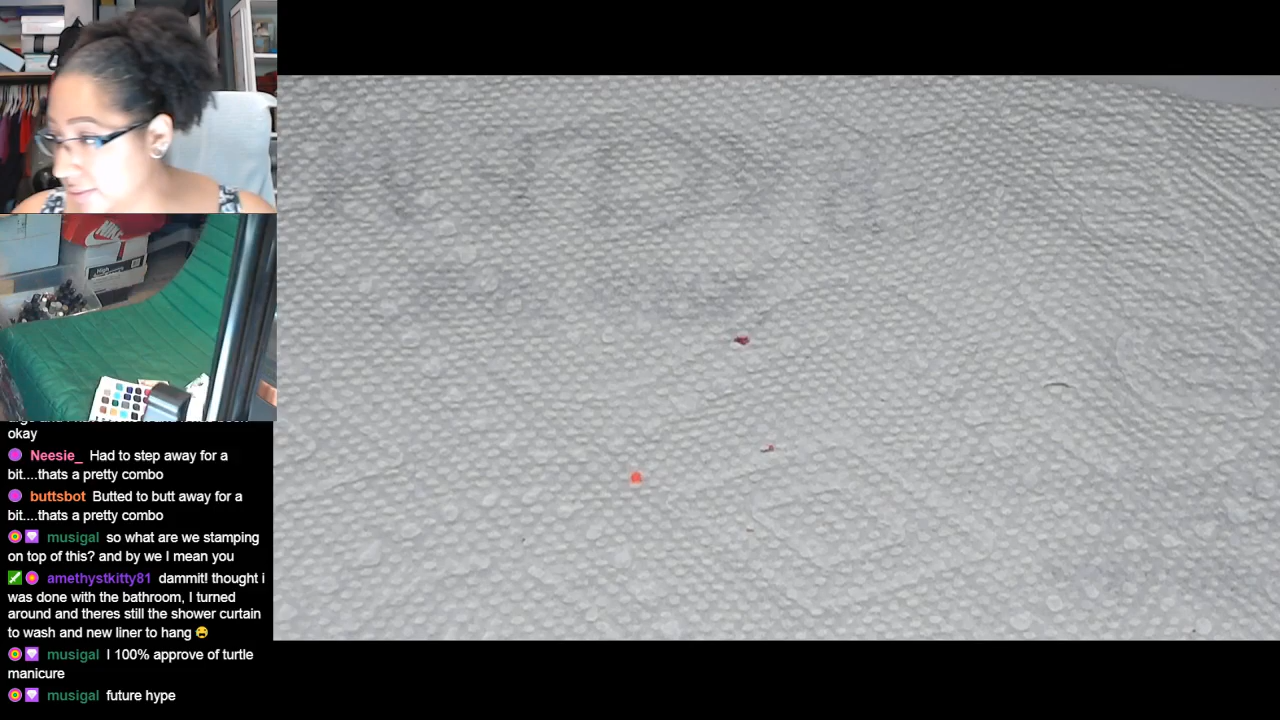 NIKE
High
okay
Neesie_ Had to step away for a
bit....thats a pretty combo
buttsbot Butted to butt away for a
bit....thats a pretty combo
musigal so what are we stamping
on top of this? and by we I mean you
amethystkitty81 dammit! thought i
was done with the bathroom, I turned
around and theres still the shower curtain
to wash and new liner to hang
musigal I 100% approve of turtle
manicure
musigal future hype